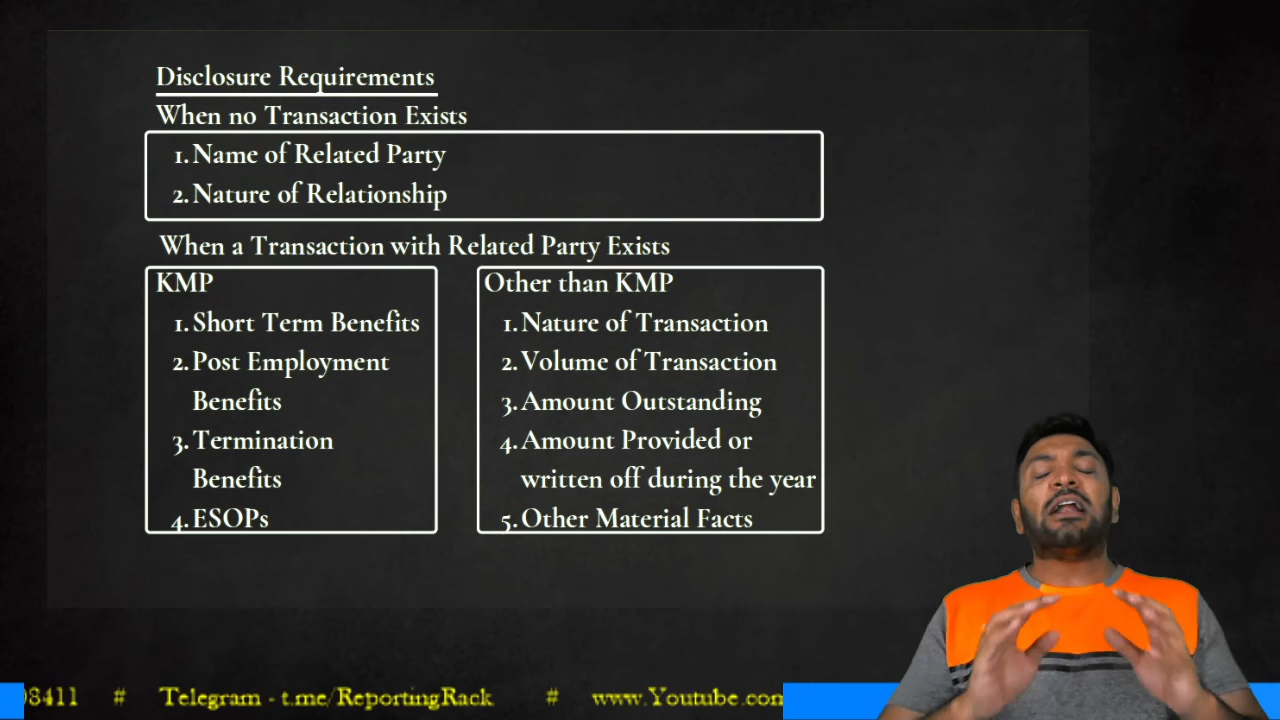 Disclosure Requirements
When no Transaction Exists
1. Name of Related Party
2. Nature of Relationship
When a Transaction with Related Party Exists
KMP
1. Short Term Benefits
2. Post Employment
Benefits
3. Termination
Benefits
4. ESOPs
Other than KMP
1. Nature of Transaction
2. Volume of Transaction
3. Amount Outstanding
4. Amount Provided or
written off during the year
5. Other Material Facts
8411 # Telegram - t.me/ReportingRack # www.Youtube.com